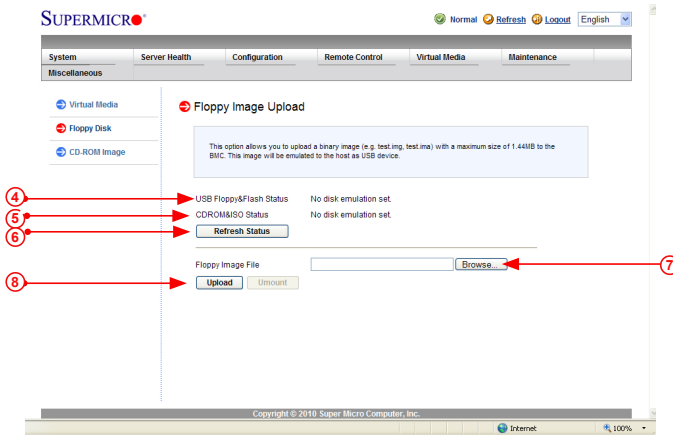 SUPERMICRO
Normal Refresh Logout English
System Server Health Configuration Remote Control Virtual Media Maintenance
Miscellaneous
Virtual Media
Floppy Disk
CD-ROM Image
Floppy Image Upload
This option allows you to upload a binary image (e.g. test.img, test.ima) with a maximum size of 1.44MB to the
BMC. This image will be emulated to the host as USB device.
4 USB Floppy&Flash Status No disk emulation set.
5 CDROM&ISO Status No disk emulation set.
6 Refresh Status
Floppy Image File Browse... 7
8 Upload Umount
Copyright © 2010 Super Micro Computer, Inc.
Internet 100%